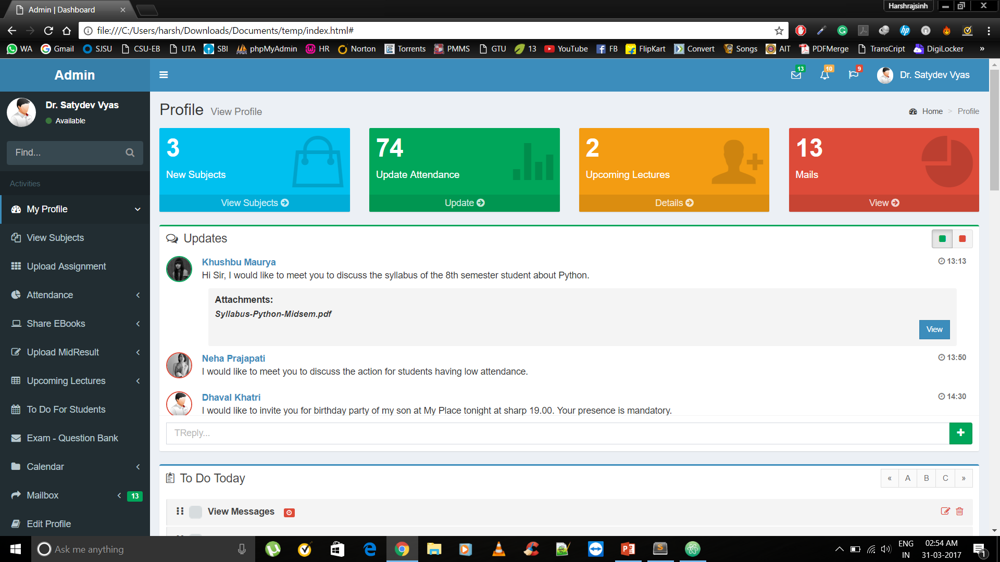 Admin | Dashboard
Harshrajsinh
file:///C:/Users/harsh/Downloads/Documents/temp/index.html#
WA Gmail SJSU CSU-EB UTA SBI phpMyAdmin HR Norton Torrents PMMS GTU 13 YouTube FB FlipKart Convert Songs AIT PDFMerge TransCript DigiLocker »
Admin
13 10 9 Dr. Satydev Vyas
Dr. Satydev Vyas
Available
Find...
Activities
My Profile
View Subjects
Upload Assignment
Attendance
Share EBooks
Upload MidResult
Upcoming Lectures
To Do For Students
Exam - Question Bank
Calendar
Mailbox 13
Edit Profile
Profile View Profile
Home > Profile
3
New Subjects
View Subjects
74
Update Attendance
Update
2
Upcoming Lectures
Details
13
Mails
View
Updates
Khushbu Maurya 13:13
Hi Sir, I would like to meet you to discuss the syllabus of the 8th semester student about Python.
Attachments:
Syllabus-Python-Midsem.pdf
View
Neha Prajapati 13:50
I would like to meet you to discuss the action for students having low attendance.
Dhaval Khatri 14:30
I would like to invite you for birthday party of my son at My Place tonight at sharp 19.00. Your presence is mandatory.
TReply...
To Do Today
« A B C »
View Messages
Ask me anything
ENG
IN
02:54 AM
31-03-2017
1